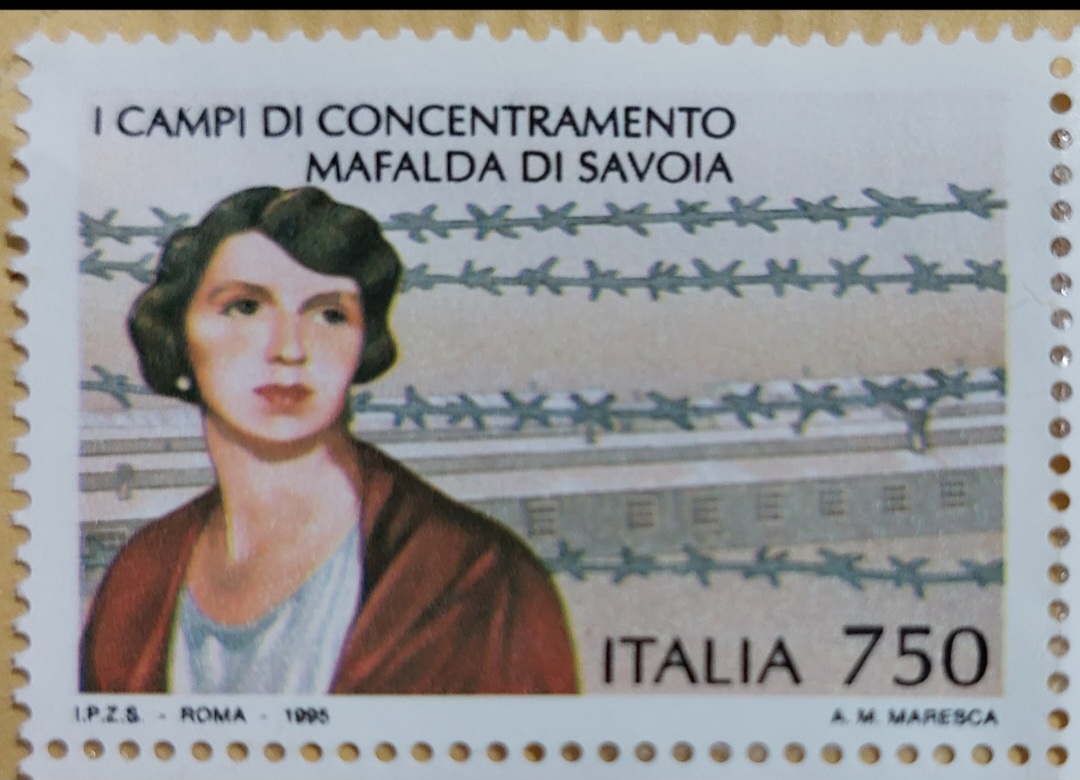 I CAMPI DI CONCENTRAMENTO
MAFALDA DI SAVOIA
ITALIA 750
I.P.Z.S. - ROMA - 1995
A. M. MARESCA